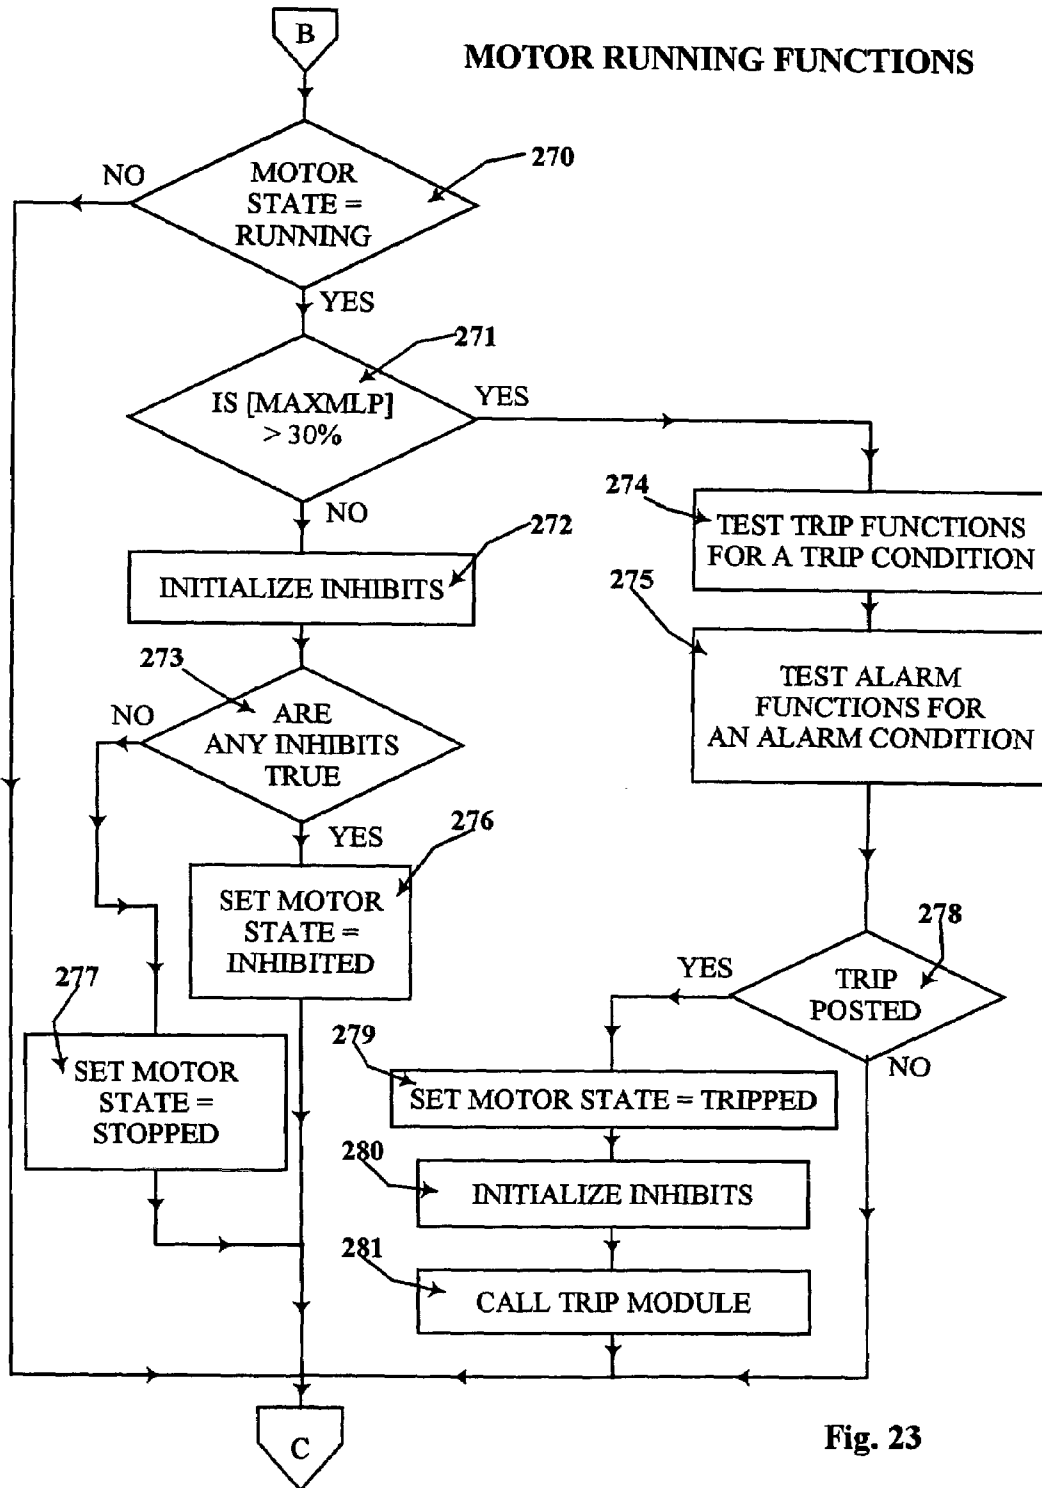 B
MOTOR RUNNING FUNCTIONS
270
NO
MOTOR
STATE =
RUNNING
YES
271
IS [MAXMLP]
> 30%
YES
NO
272
INITIALIZE INHIBITS
274
TEST TRIP FUNCTIONS
FOR A TRIP CONDITION
275
TEST ALARM
FUNCTIONS FOR
AN ALARM CONDITION
273
NO
ARE
ANY INHIBITS
TRUE
YES
276
SET MOTOR
STATE =
INHIBITED
278
YES
TRIP
POSTED
NO
277
SET MOTOR
STATE =
STOPPED
279
SET MOTOR STATE = TRIPPED
280
INITIALIZE INHIBITS
281
CALL TRIP MODULE
C
Fig. 23